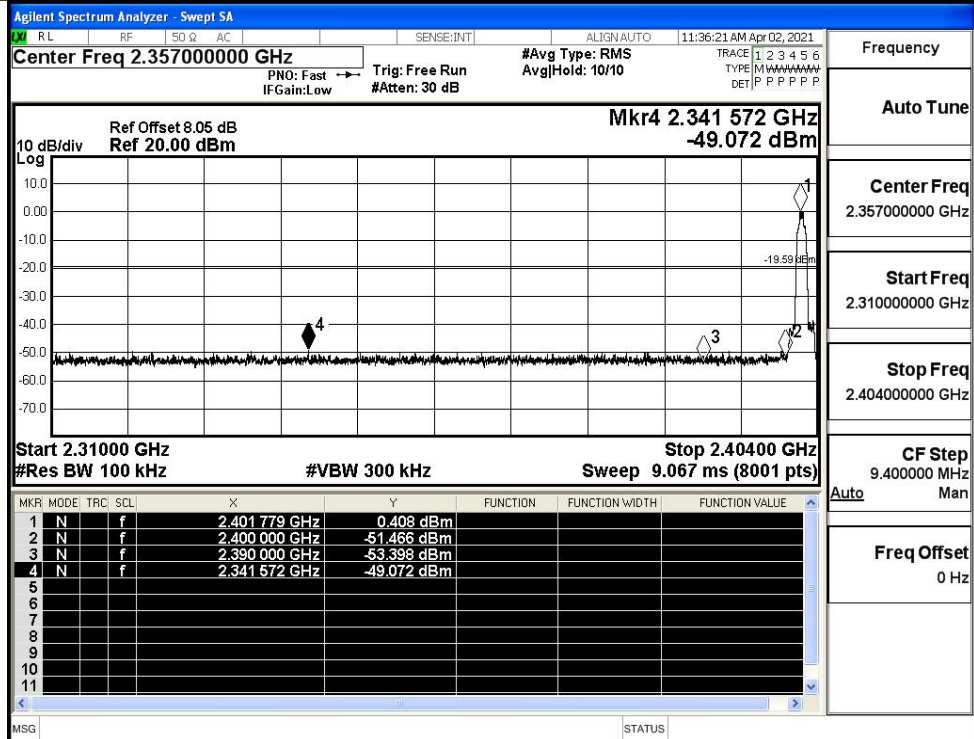 Agilent Spectrum Analyzer - Swept SA
LXI RL RF 50 Ω AC SENSE:INT ALIGN AUTO 11:36:21 AM Apr 02, 2021
Center Freq 2.357000000 GHz
PNO: Fast
IFGain:Low
Trig: Free Run
#Atten: 30 dB
#Avg Type: RMS
Avg|Hold: 10/10
TRACE 1 2 3 4 5 6
TYPE M WWWWW
DET P P P P P P
Frequency
Mkr4 2.341 572 GHz
-49.072 dBm
Ref Offset 8.05 dB
10 dB/div Ref 20.00 dBm
Log
10.0
0.00
-10.0
-20.0
-30.0
-40.0
-50.0
-60.0
-70.0
1
-19.59 dBm
4
3
2
Start 2.31000 GHz Stop 2.40400 GHz
#Res BW 100 kHz #VBW 300 kHz Sweep 9.067 ms (8001 pts)
MKR MODE TRC SCL X Y FUNCTION FUNCTION WIDTH FUNCTION VALUE
1 N f 2.401 779 GHz 0.408 dBm
2 N f 2.400 000 GHz -51.466 dBm
3 N f 2.390 000 GHz -53.398 dBm
4 N f 2.341 572 GHz -49.072 dBm
5
6
7
8
9
10
11
MSG STATUS
Auto Tune
Center Freq
2.357000000 GHz
Start Freq
2.310000000 GHz
Stop Freq
2.404000000 GHz
CF Step
9.400000 MHz
Auto Man
Freq Offset
0 Hz